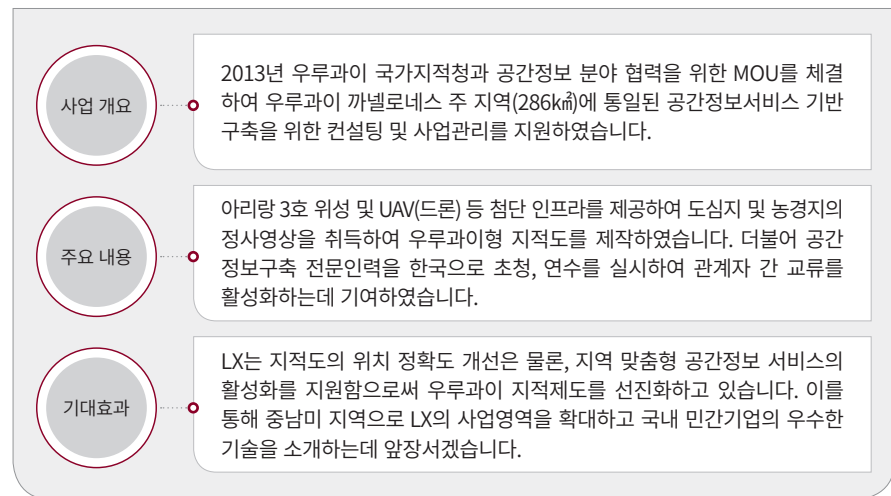 사업 개요
2013년 우루과이 국가지적청과 공간정보 분야 협력을 위한 MOU를 체결
하여 우루과이 까넬로네스 주 지역(286㎢)에 통일된 공간정보서비스 기반
구축을 위한 컨설팅 및 사업관리를 지원하였습니다.
주요 내용
아리랑 3호 위성 및 UAV(드론) 등 첨단 인프라를 제공하여 도심지 및 농경지의
정사영상을 취득하여 우루과이형 지적도를 제작하였습니다. 더불어 공간
정보구축 전문인력을 한국으로 초청, 연수를 실시하여 관계자 간 교류를
활성화하는데 기여하였습니다.
기대효과
LX는 지적도의 위치 정확도 개선은 물론, 지역 맞춤형 공간정보 서비스의
활성화를 지원함으로써 우루과이 지적제도를 선진화하고 있습니다. 이를
통해 중남미 지역으로 LX의 사업영역을 확대하고 국내 민간기업의 우수한
기술을 소개하는데 앞장서겠습니다.